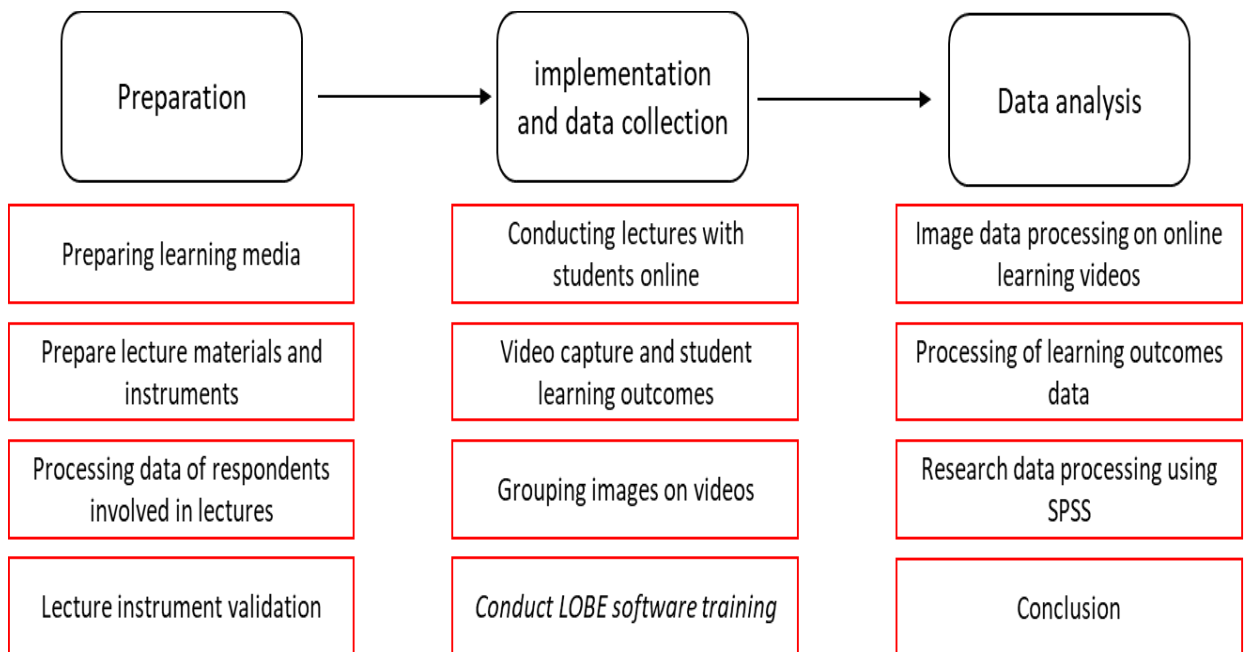 Preparation
implementation
and data collection
Data analysis
Preparing learning media
Prepare lecture materials and
instruments
Processing data of respondents
involved in lectures
Lecture instrument validation
Conducting lectures with
students online
Video capture and student
learning outcomes
Grouping images on videos
Conduct LOBE software training
Image data processing on online
learning videos
Processing of learning outcomes
data
Research data processing using
SPSS
Conclusion